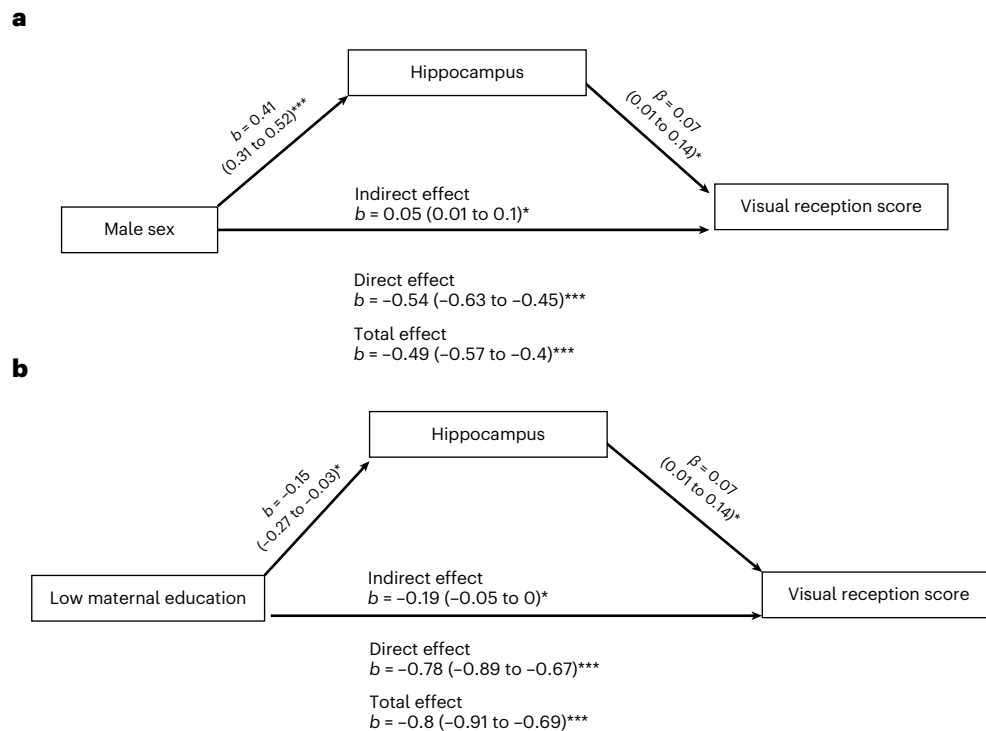 a
Hippocampus
b = 0.41
(0.31 to 0.52)***
β = 0.07
(0.01 to 0.14)*
Male sex
Visual reception score
Indirect effect
b = 0.05 (0.01 to 0.1)*
Direct effect
b = –0.54 (–0.63 to –0.45)***
Total effect
b = –0.49 (–0.57 to –0.4)***
b
Hippocampus
b = –0.15
(–0.27 to –0.03)*
β = 0.07
(0.01 to 0.14)*
Low maternal education
Visual reception score
Indirect effect
b = –0.19 (–0.05 to 0)*
Direct effect
b = –0.78 (–0.89 to –0.67)***
Total effect
b = –0.8 (–0.91 to –0.69)***